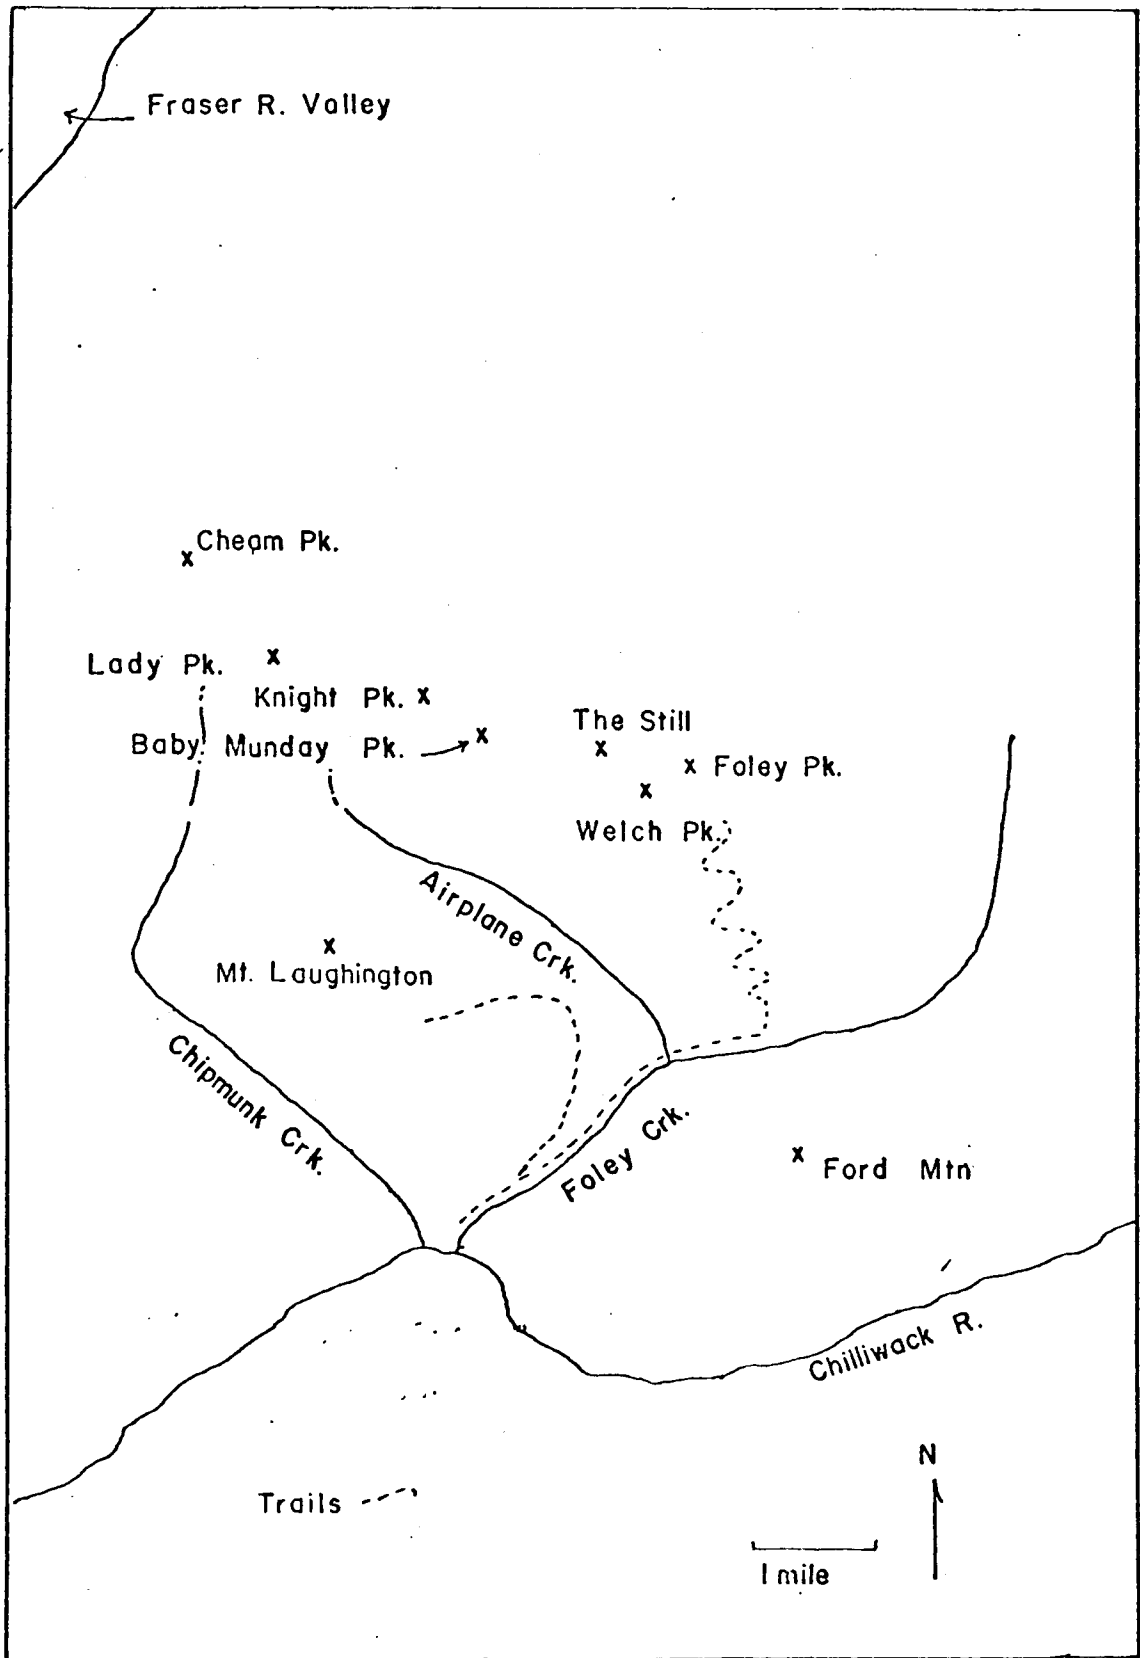 Fraser R. Valley
Cheam Pk.
Lady Pk.
Knight Pk.
Baby Munday Pk.
The Still
Foley Pk.
Welch Pk.
Airplane Crk.
Mt. Laughington
Chipmunk Crk.
Foley Crk.
Ford Mtn
Chilliwack R.
N
Trails
1 mile